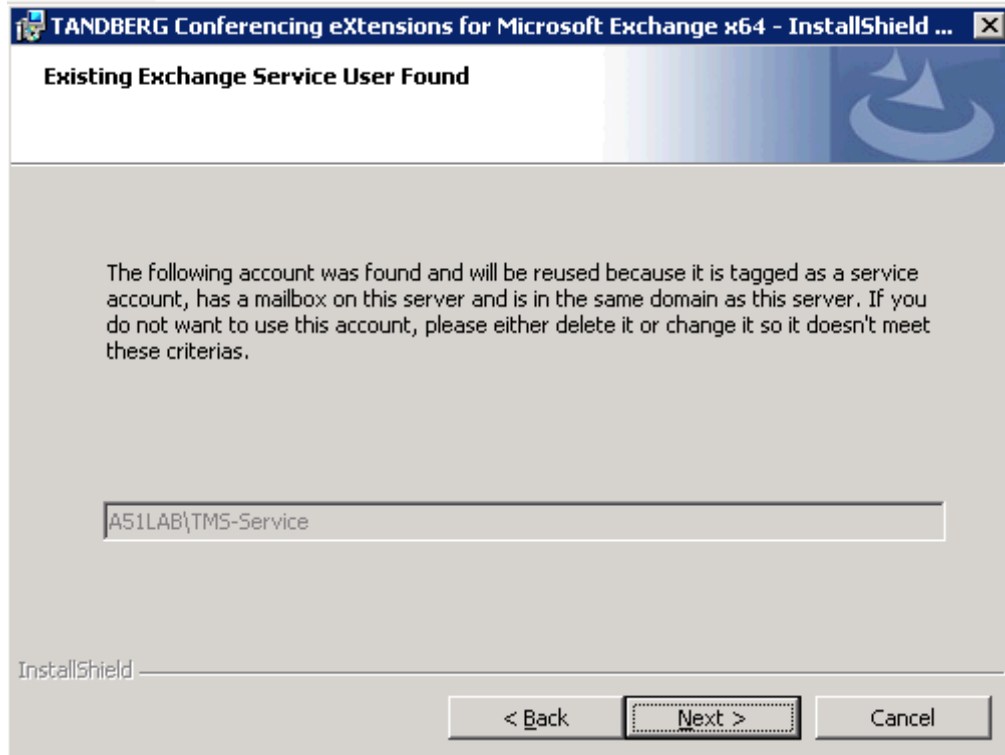 TANDBERG Conferencing eXtensions for Microsoft Exchange x64 - InstallShield ...
Existing Exchange Service User Found
The following account was found and will be reused because it is tagged as a service
account, has a mailbox on this server and is in the same domain as this server. If you
do not want to use this account, please either delete it or change it so it doesn't meet
these criterias.
A51LAB\TMS-Service
InstallShield
< Back
Next >
Cancel